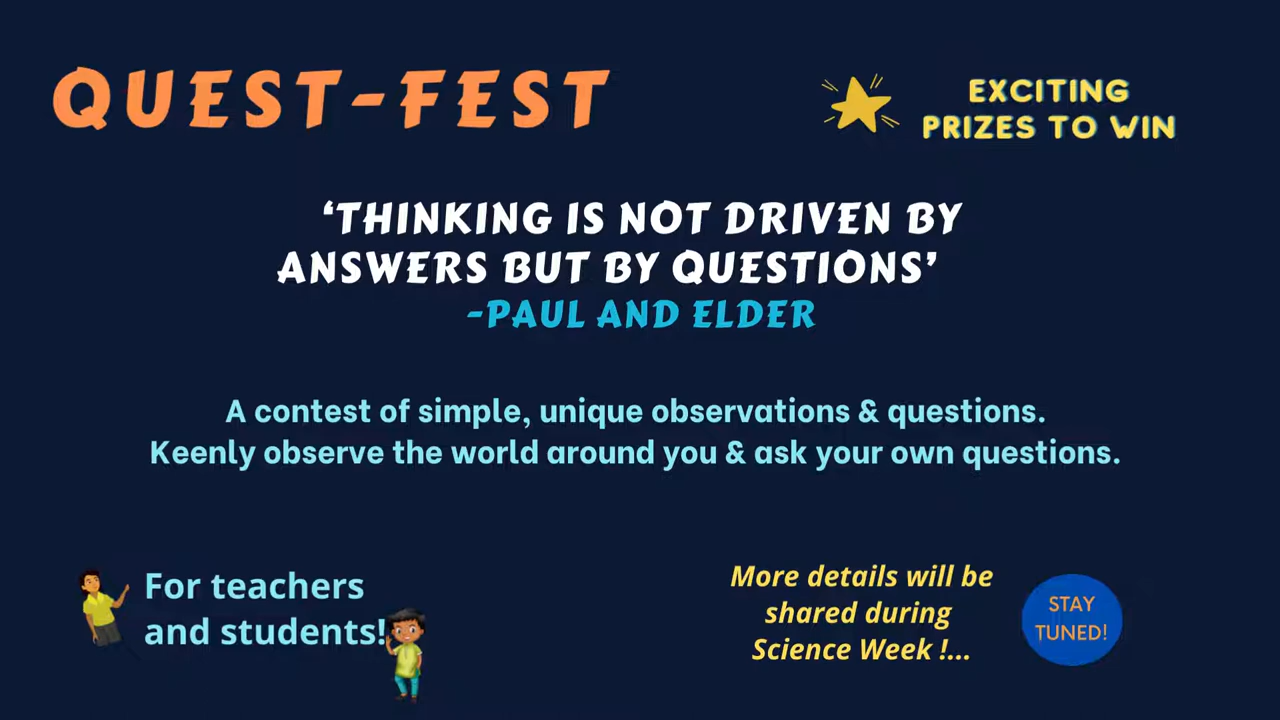 QUEST-FEST
EXCITING
PRIZES TO WIN
‘THINKING IS NOT DRIVEN BY
ANSWERS BUT BY QUESTIONS’
-PAUL AND ELDER
A contest of simple, unique observations & questions.
Keenly observe the world around you & ask your own questions.
For teachers
and students!
More details will be
shared during
Science Week !...
STAY
TUNED!